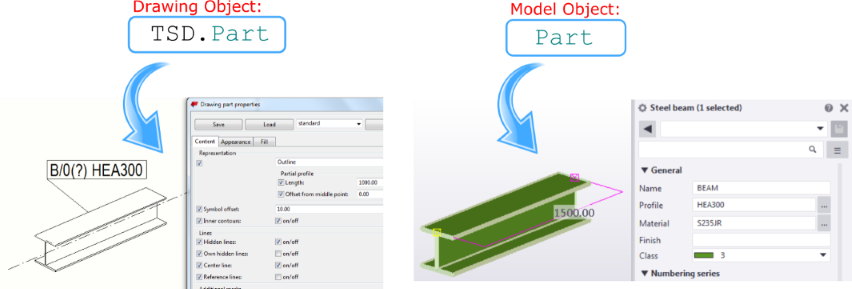 Drawing Object:
TSD.Part
Model Object:
Part
Drawing part properties
Save
Load
standard
Content
Appearance
Fill
Representation
Outline
Partial profile
Length:
1000.00
Offset from middle point:
0.00
Symbol offset:
10.00
Inner contours:
on/off
Lines
Hidden lines:
on/off
Own hidden lines:
on/off
Center line:
on/off
Reference lines:
on/off
B/0(?) HEA300
1500.00
Steel beam (1 selected)
General
Name
BEAM
Profile
HEA300
...
Material
S235JR
...
Finish
Class
3
Numbering series